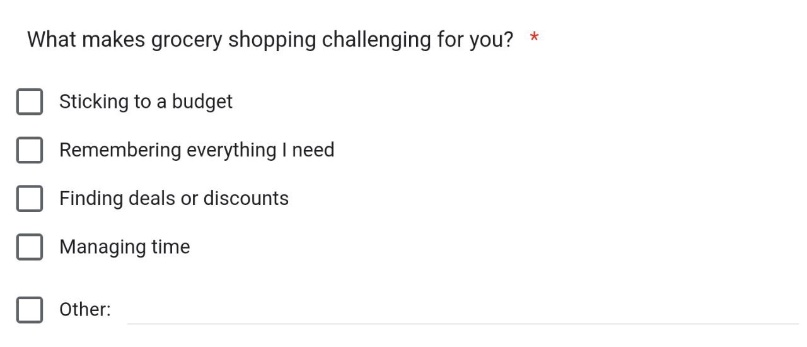 What makes grocery shopping challenging for you? *
Sticking to a budget
Remembering everything I need
Finding deals or discounts
Managing time
Other: